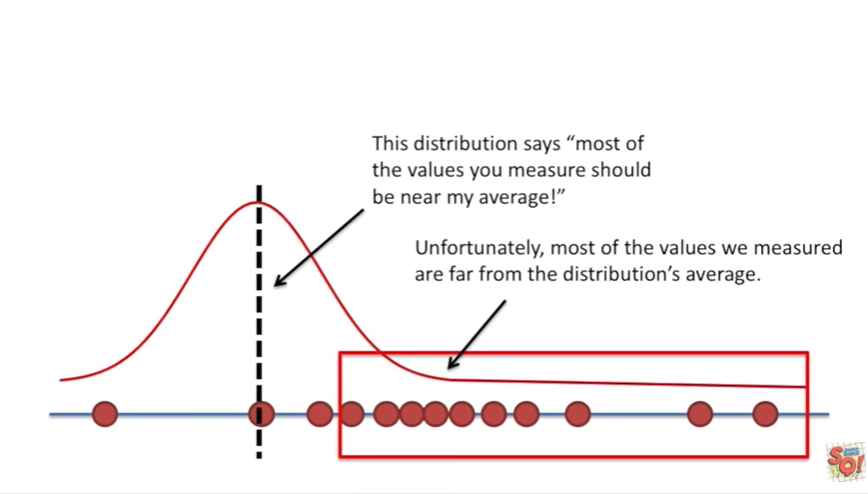 This distribution says “most of
the values you measure should
be near my average!”
Unfortunately, most of the values we measured
are far from the distribution’s average.
SQ!